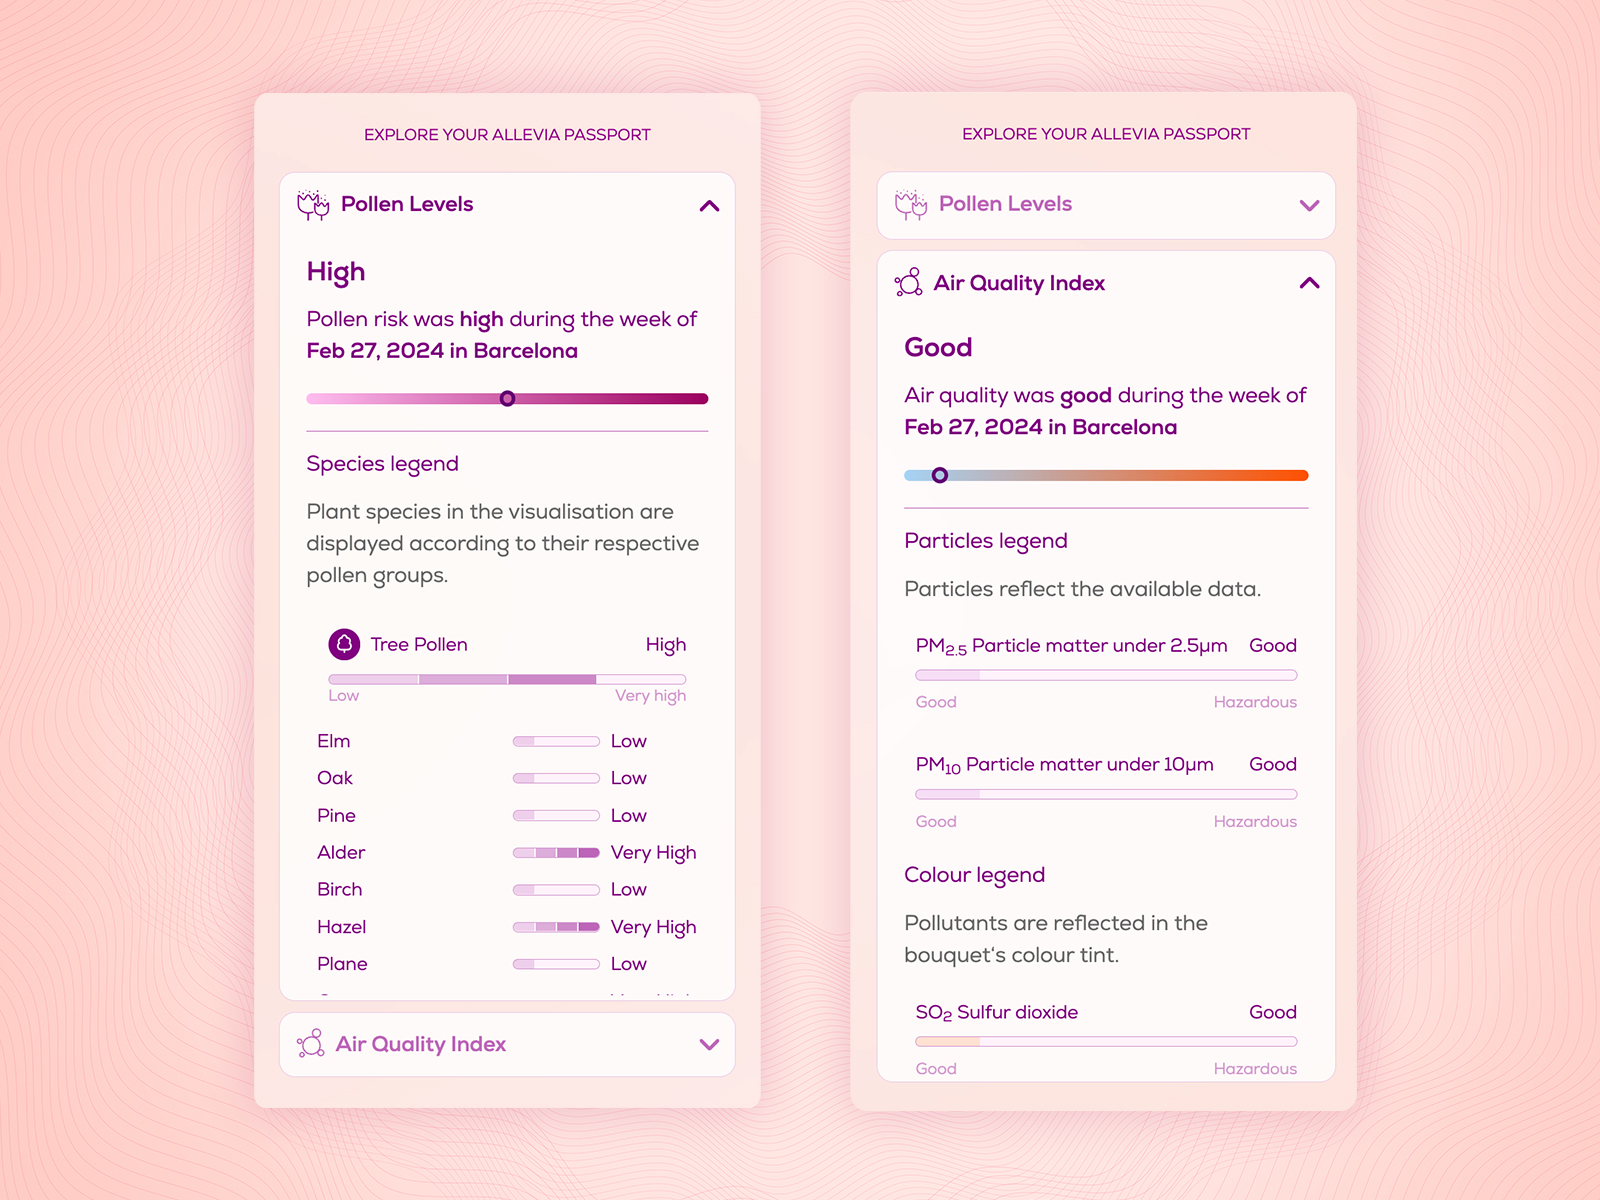 EXPLORE YOUR ALLEVIA PASSPORT
Pollen Levels
High
Pollen risk was high during the week of
Feb 27, 2024 in Barcelona
Species legend
Plant species in the visualisation are
displayed according to their respective
pollen groups.
Tree Pollen High
Low Very high
Elm Low
Oak Low
Pine Low
Alder Very High
Birch Low
Hazel Very High
Plane Low
Air Quality Index
EXPLORE YOUR ALLEVIA PASSPORT
Pollen Levels
Air Quality Index
Good
Air quality was good during the week of
Feb 27, 2024 in Barcelona
Particles legend
Particles reflect the available data.
PM2.5 Particle matter under 2.5µm Good
Good Hazardous
PM10 Particle matter under 10µm Good
Good Hazardous
Colour legend
Pollutants are reflected in the
bouquet‘s colour tint.
SO2 Sulfur dioxide Good
Good Hazardous